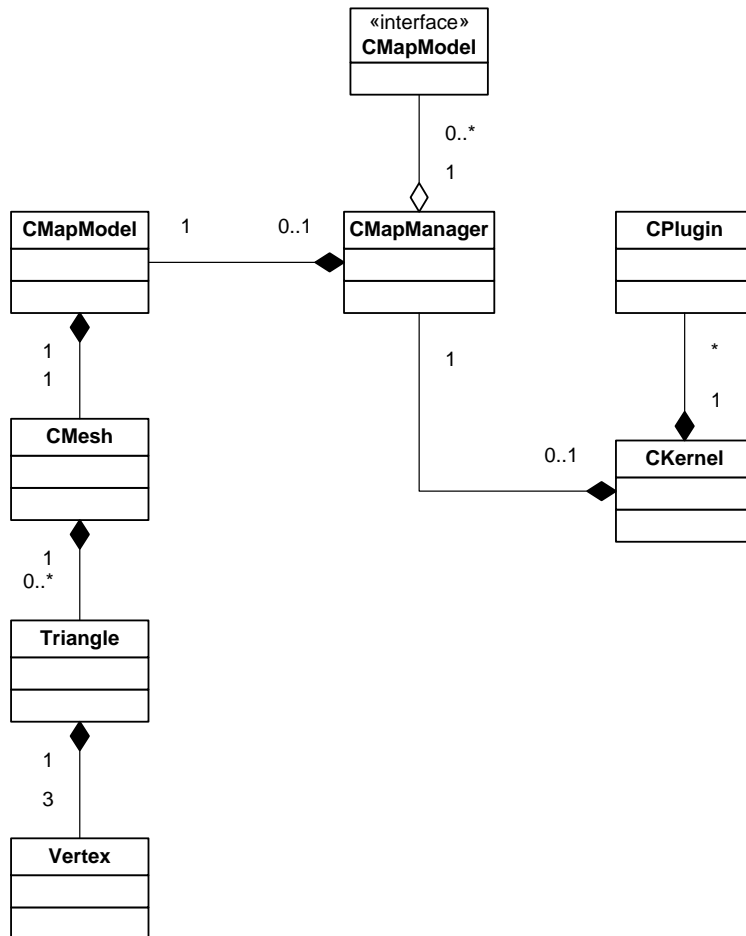 «interface»
CMapModel
0..*
1
CMapModel
1
0..1
CMapManager
CPlugin
1
1
1
*
1
CMesh
0..1
CKernel
1
0..*
Triangle
1
3
Vertex